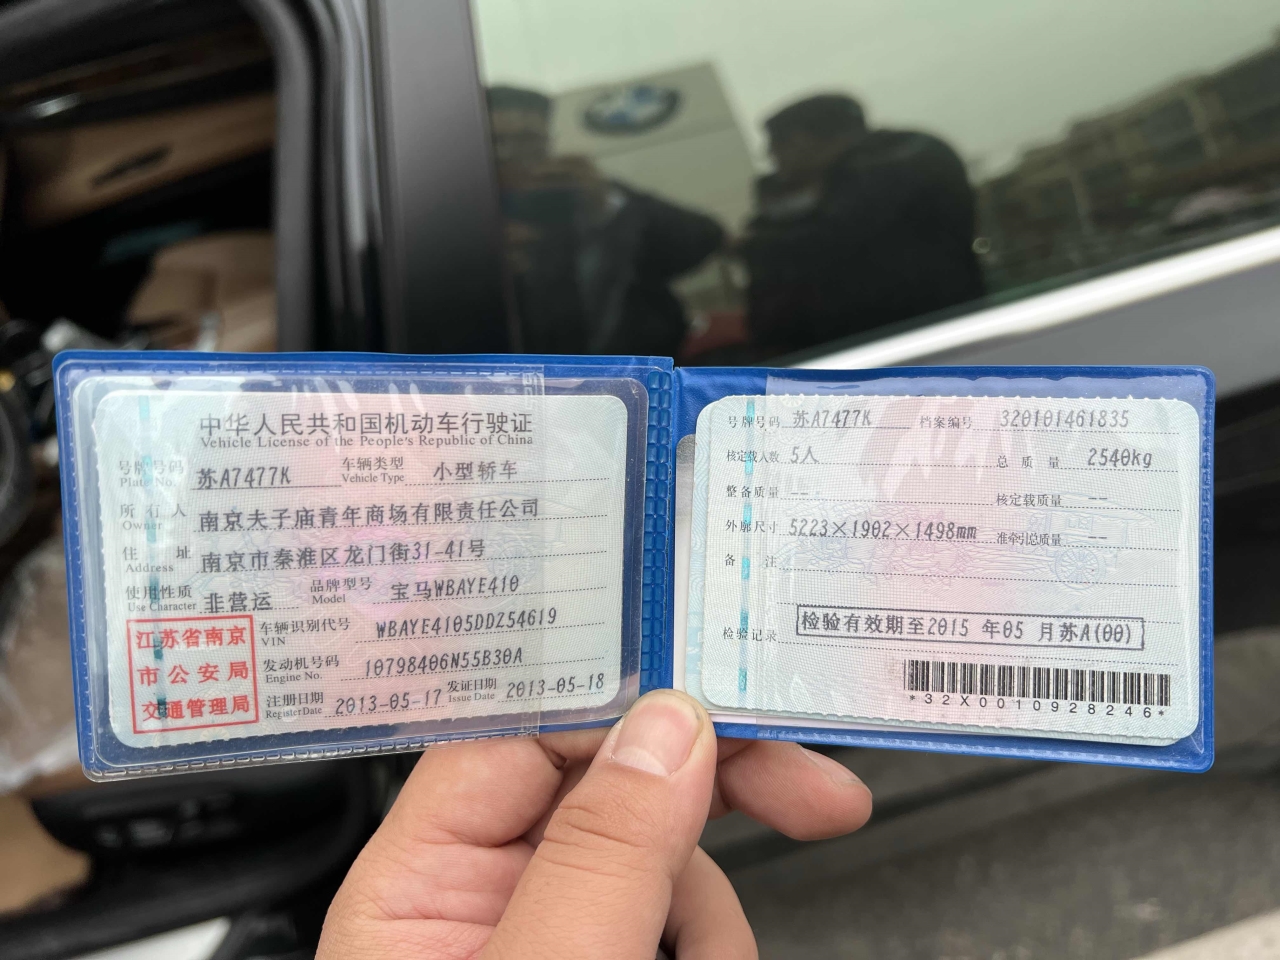 中华人民共和国机动车行驶证
Vehicle License of the People's Republic of China
号牌号码 苏A7477K 车辆类型 小型轿车
Plate No. Vehicle Type
所有人 南京夫子庙青年商场有限责任公司
Owner
住址 南京市秦淮区龙门街31-41号
Address
使用性质 非营运 品牌型号 宝马WBAYE410
Use Character Model
江苏省南京
市公安局
交通管理局
车辆识别代号 WBAYE4105DDZ54619
VIN
发动机号码 10798406N55B30A
Engine No.
注册日期 2013-05-17 发证日期 2013-05-18
Register Date Issue Date
号牌号码 苏A7477K 档案编号 320101461835
核定载人数 5人 总质量 2540kg
整备质量 -- 核定载质量 --
外廓尺寸 5223×1902×1498mm 准牵引总质量 --
备注
检验记录 检验有效期至2015 年05 月苏A(00)
*32X0010928246*